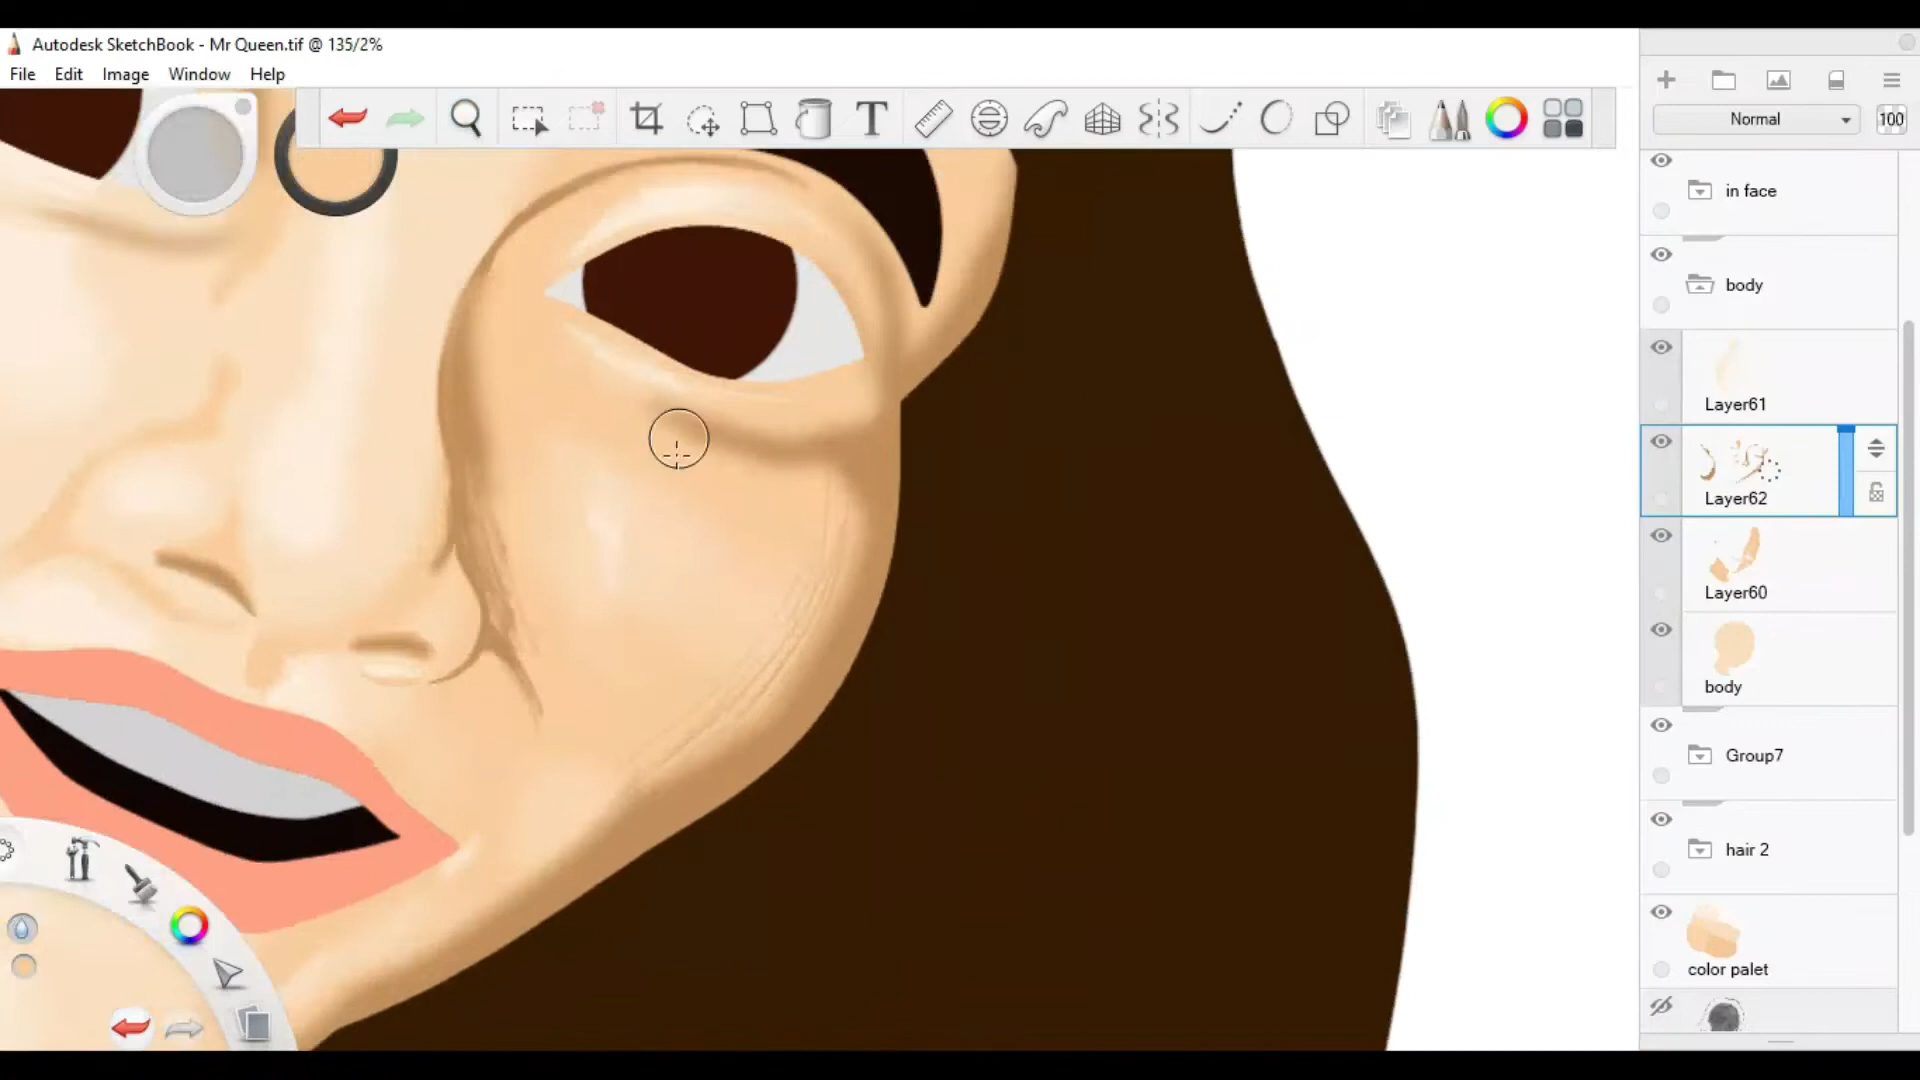 Autodesk SketchBook - Mr Queen.tif @ 135/2%
File Edit Image Window Help
T
Normal 100
in face
body
Layer61
Layer62
Layer60
body
Group7
hair 2
color palet